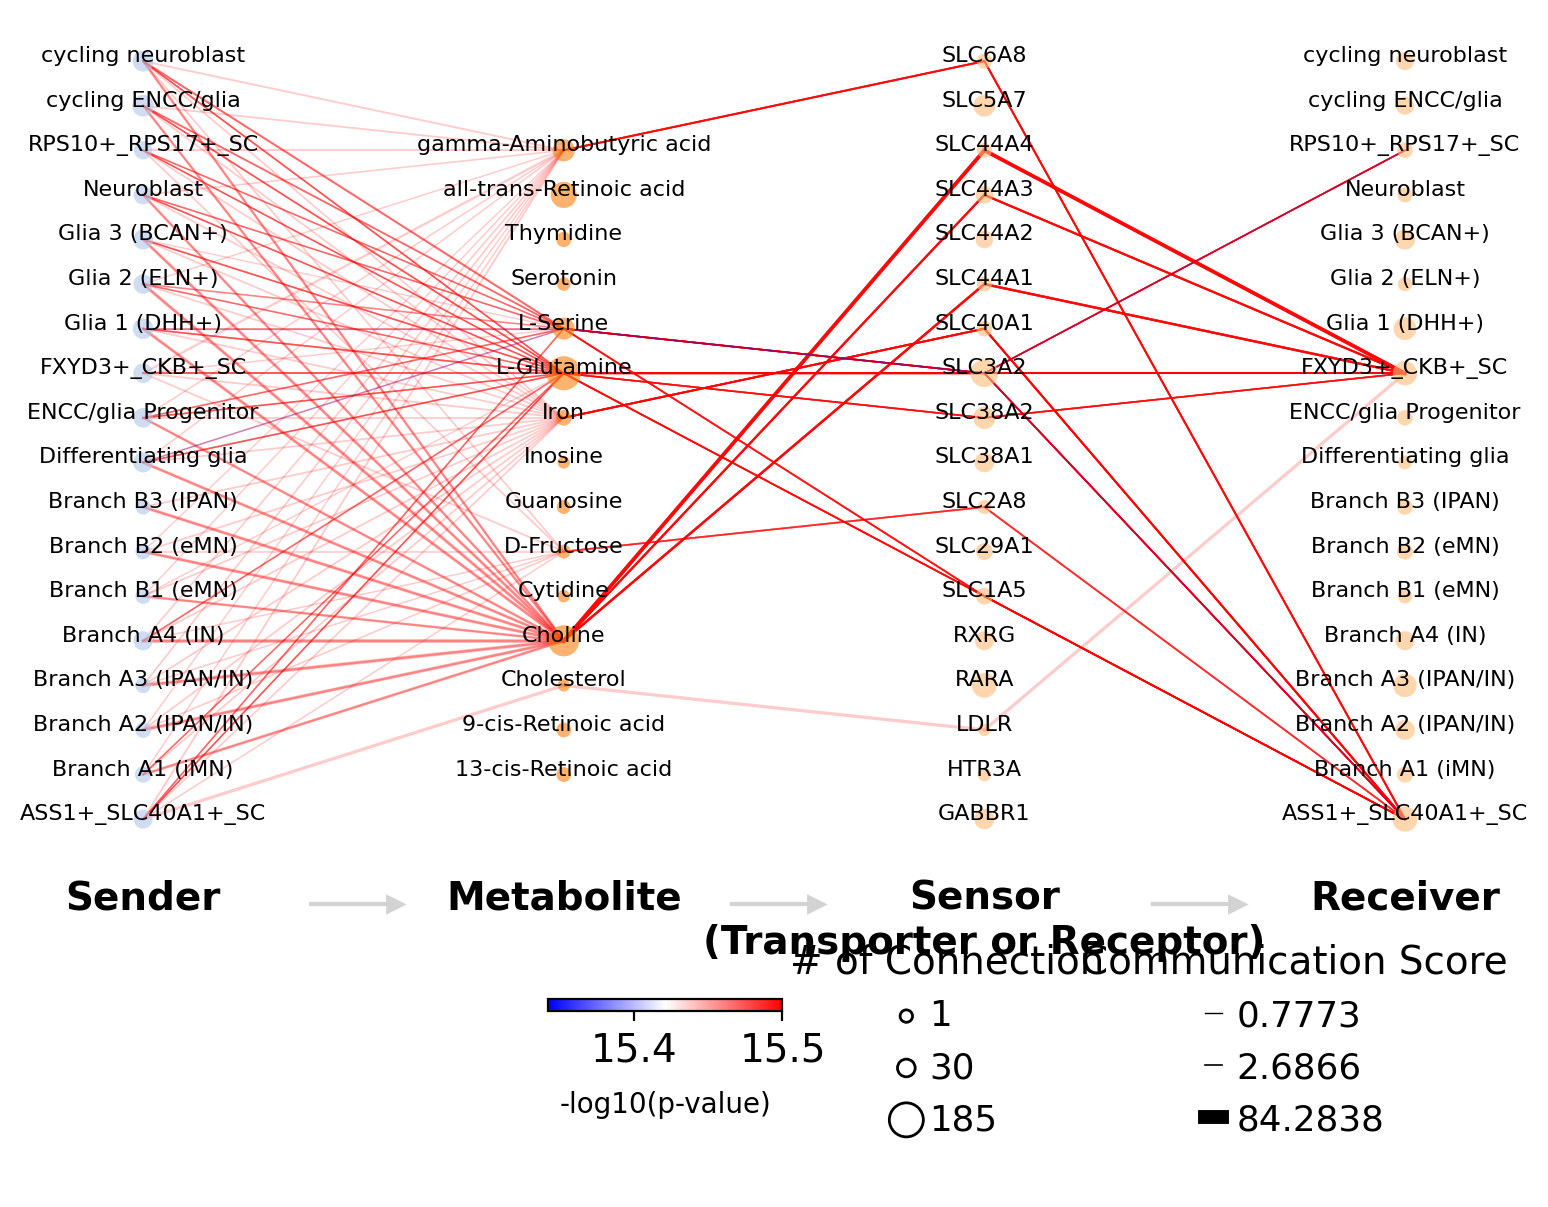 cycling neuroblast
cycling ENCC/glia
RPS10+_RPS17+_SC
Neuroblast
Glia 3 (BCAN+)
Glia 2 (ELN+)
Glia 1 (DHH+)
FXYD3+_CKB+_SC
ENCC/glia Progenitor
Differentiating glia
Branch B3 (IPAN)
Branch B2 (eMN)
Branch B1 (eMN)
Branch A4 (IN)
Branch A3 (IPAN/IN)
Branch A2 (IPAN/IN)
Branch A1 (iMN)
ASS1+_SLC40A1+_SC
gamma-Aminobutyric acid
all-trans-Retinoic acid
Thymidine
Serotonin
L-Serine
L-Glutamine
Iron
Inosine
Guanosine
D-Fructose
Cytidine
Choline
Cholesterol
9-cis-Retinoic acid
13-cis-Retinoic acid
SLC6A8
SLC5A7
SLC44A4
SLC44A3
SLC44A2
SLC44A1
SLC40A1
SLC3A2
SLC38A2
SLC38A1
SLC2A8
SLC29A1
SLC1A5
RXRG
RARA
LDLR
HTR3A
GABBR1
cycling neuroblast
cycling ENCC/glia
RPS10+_RPS17+_SC
Neuroblast
Glia 3 (BCAN+)
Glia 2 (ELN+)
Glia 1 (DHH+)
FXYD3+_CKB+_SC
ENCC/glia Progenitor
Differentiating glia
Branch B3 (IPAN)
Branch B2 (eMN)
Branch B1 (eMN)
Branch A4 (IN)
Branch A3 (IPAN/IN)
Branch A2 (IPAN/IN)
Branch A1 (iMN)
ASS1+_SLC40A1+_SC
Sender
Metabolite
Sensor
(Transporter or Receptor)
Receiver
15.4 15.5
-log10(p-value)
# of Connection
1
30
185
Communication Score
0.7773
2.6866
84.2838